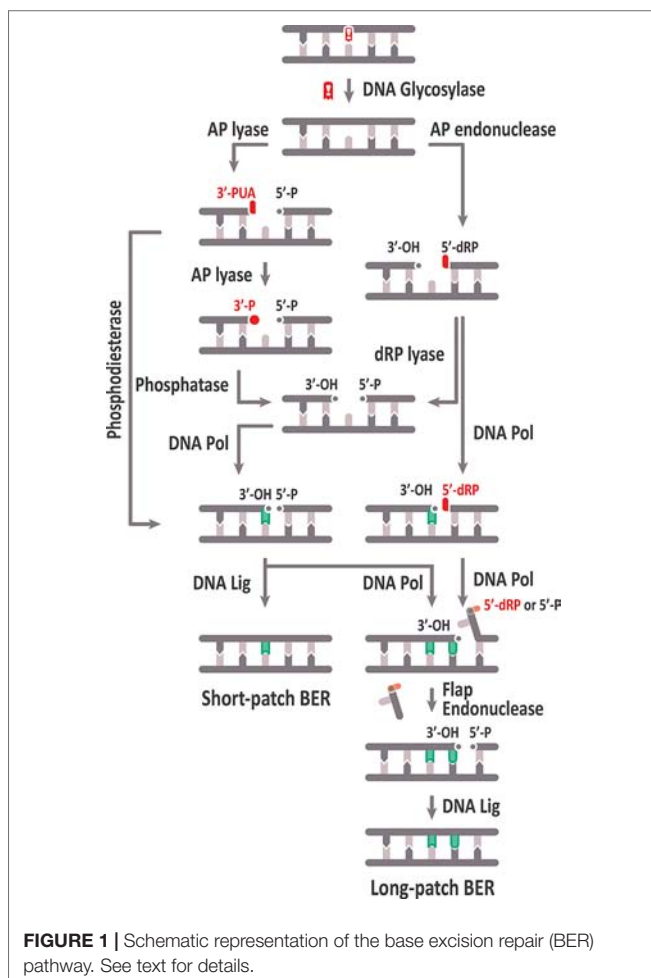 DNA Glycosylase
AP lyase
AP endonuclease
3'-PUA 5'-P
3'-OH 5'-dRP
AP lyase
3'-P 5'-P
dRP lyase
Phosphodiesterase
Phosphatase
3'-OH 5'-P
DNA Pol
DNA Pol
3'-OH 5'-P
3'-OH 5'-dRP
DNA Lig
DNA Pol
DNA Pol
5'-dRP or 5'-P
3'-OH
Short-patch BER
Flap
Endonuclease
3'-OH 5'-P
DNA Lig
Long-patch BER
FIGURE 1 | Schematic representation of the base excision repair (BER)
pathway. See text for details.